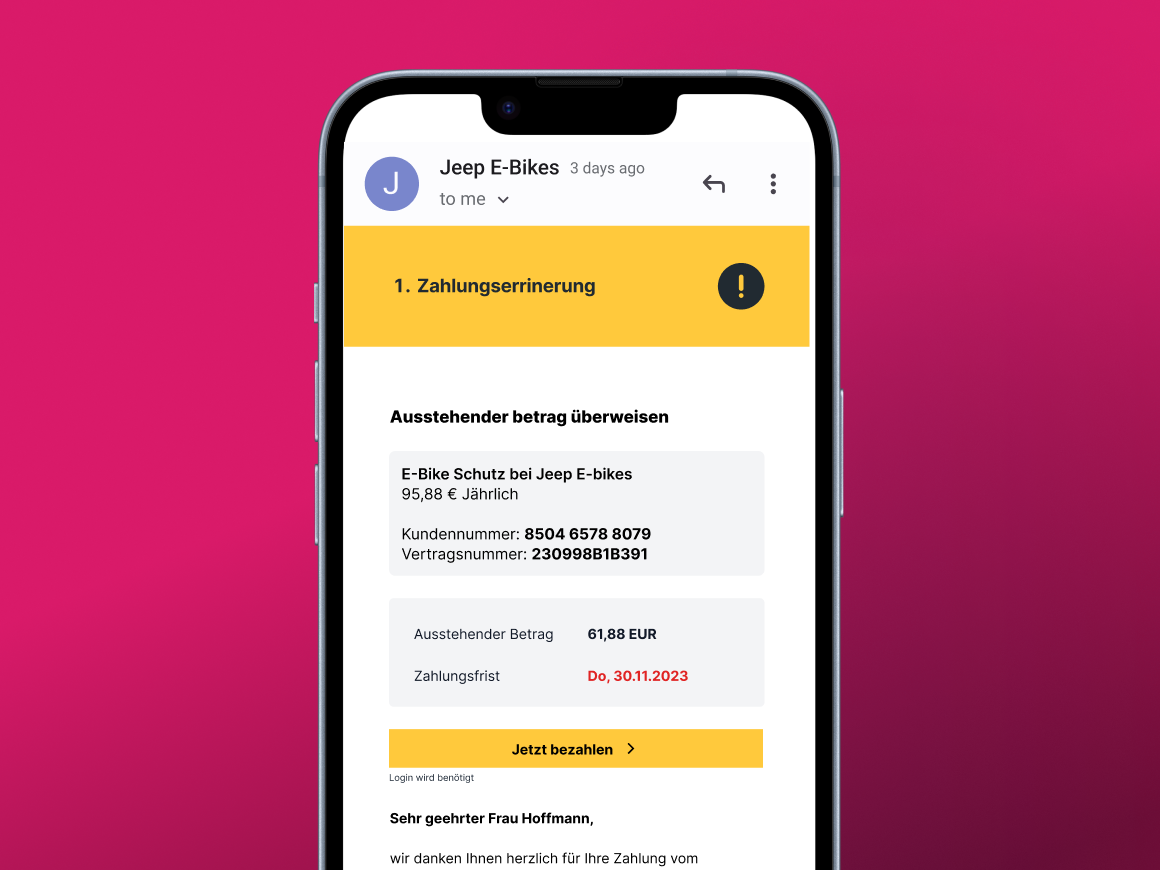 J
Jeep E-Bikes 3 days ago
to me
1. Zahlungserrinerung
!
Ausstehender betrag überweisen
E-Bike Schutz bei Jeep E-bikes
95,88 € Jährlich
Kundennummer: 8504 6578 8079
Vertragsnummer: 230998B1B391
Ausstehender Betrag 61,88 EUR
Zahlungsfrist Do, 30.11.2023
Jetzt bezahlen
Login wird benötigt
Sehr geehrter Frau Hoffmann,
wir danken Ihnen herzlich für Ihre Zahlung vom